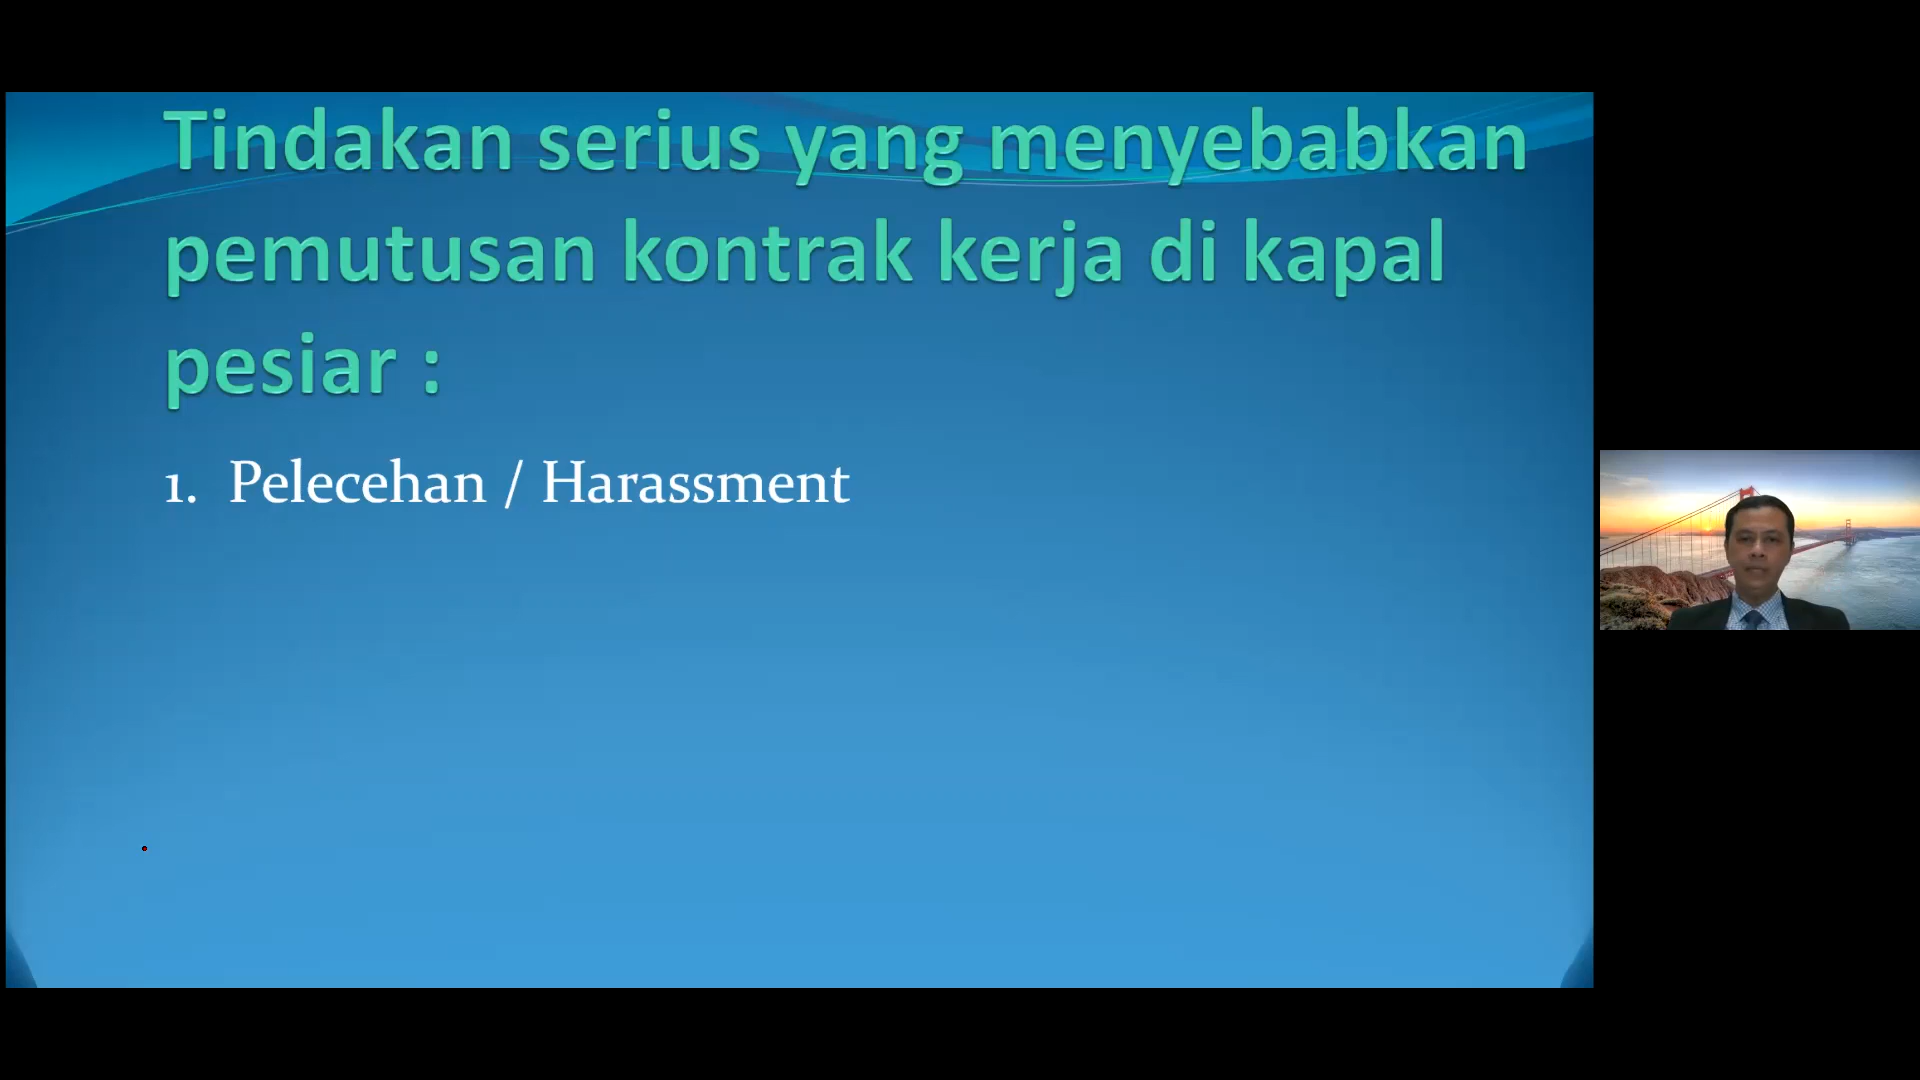 Tindakan serius yang menyebabkan
pemutusan kontrak kerja di kapal
pesiar :
1. Pelecehan / Harassment